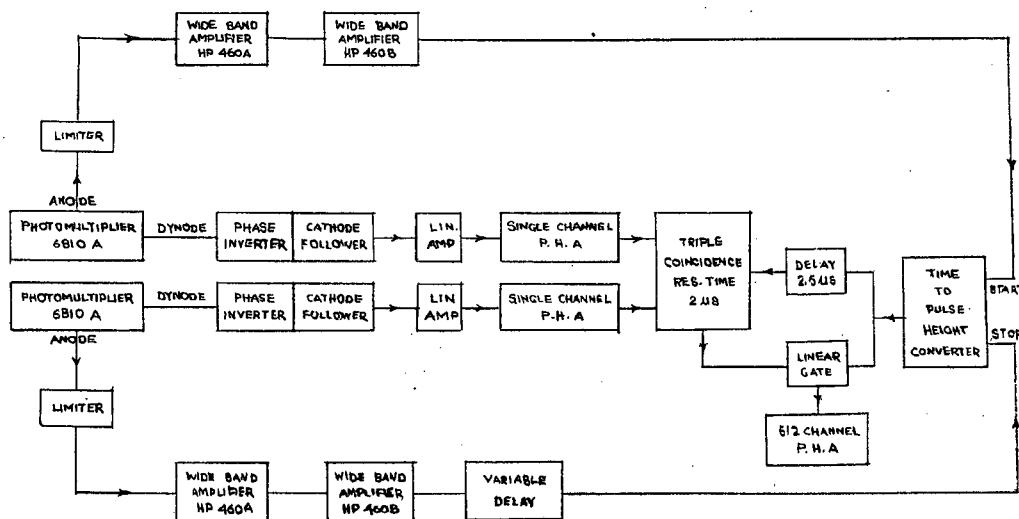 WIDE BAND
AMPLIFIER
HP 460A
WIDE BAND
AMPLIFIER
HP 460B
LIMITER
ANODE
PHOTOMULTIPLIER
6810 A
DYNODE
PHASE
INVERTER
CATHODE
FOLLOWER
LIN.
AMP
SINGLE CHANNEL
P. H. A
TRIPLE
COINCIDENCE
RES. TIME
2 μs
DELAY
2.5 μs
TIME
TO
PULSE
HEIGHT
CONVERTER
START
STOP
PHOTOMULTIPLIER
6810 A
DYNODE
PHASE
INVERTER
CATHODE
FOLLOWER
LIN
AMP
SINGLE CHANNEL
P-H. A
ANODE
LINEAR
GATE
LIMITER
512 CHANNEL
P. H. A
WIDE BAND
AMPLIFIER
HP 460A
WIDE BAND
AMPLIFIER
HP 460B
VARIABLE
DELAY